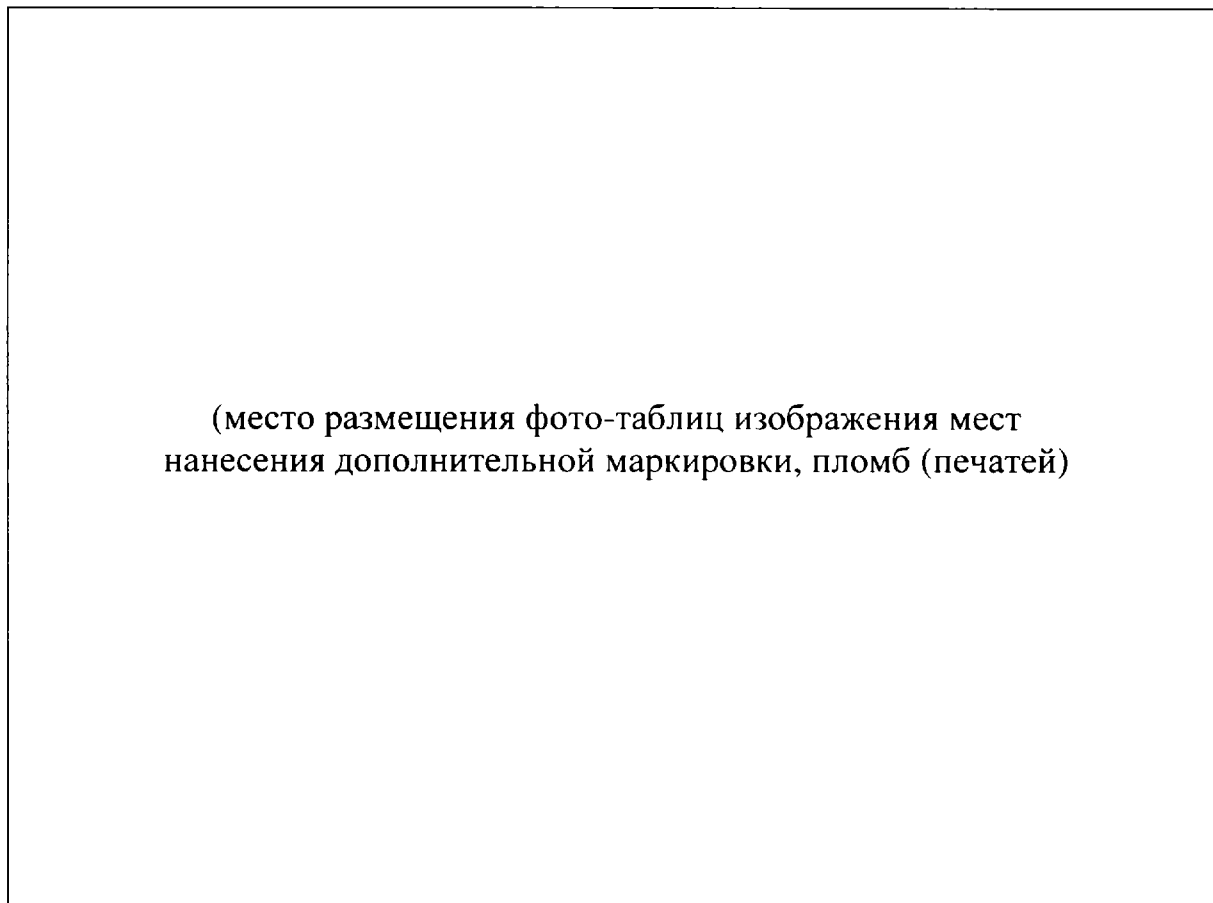 (место размещения фото-таблиц изображения мест
нанесения дополнительной маркировки, пломб (печатей)